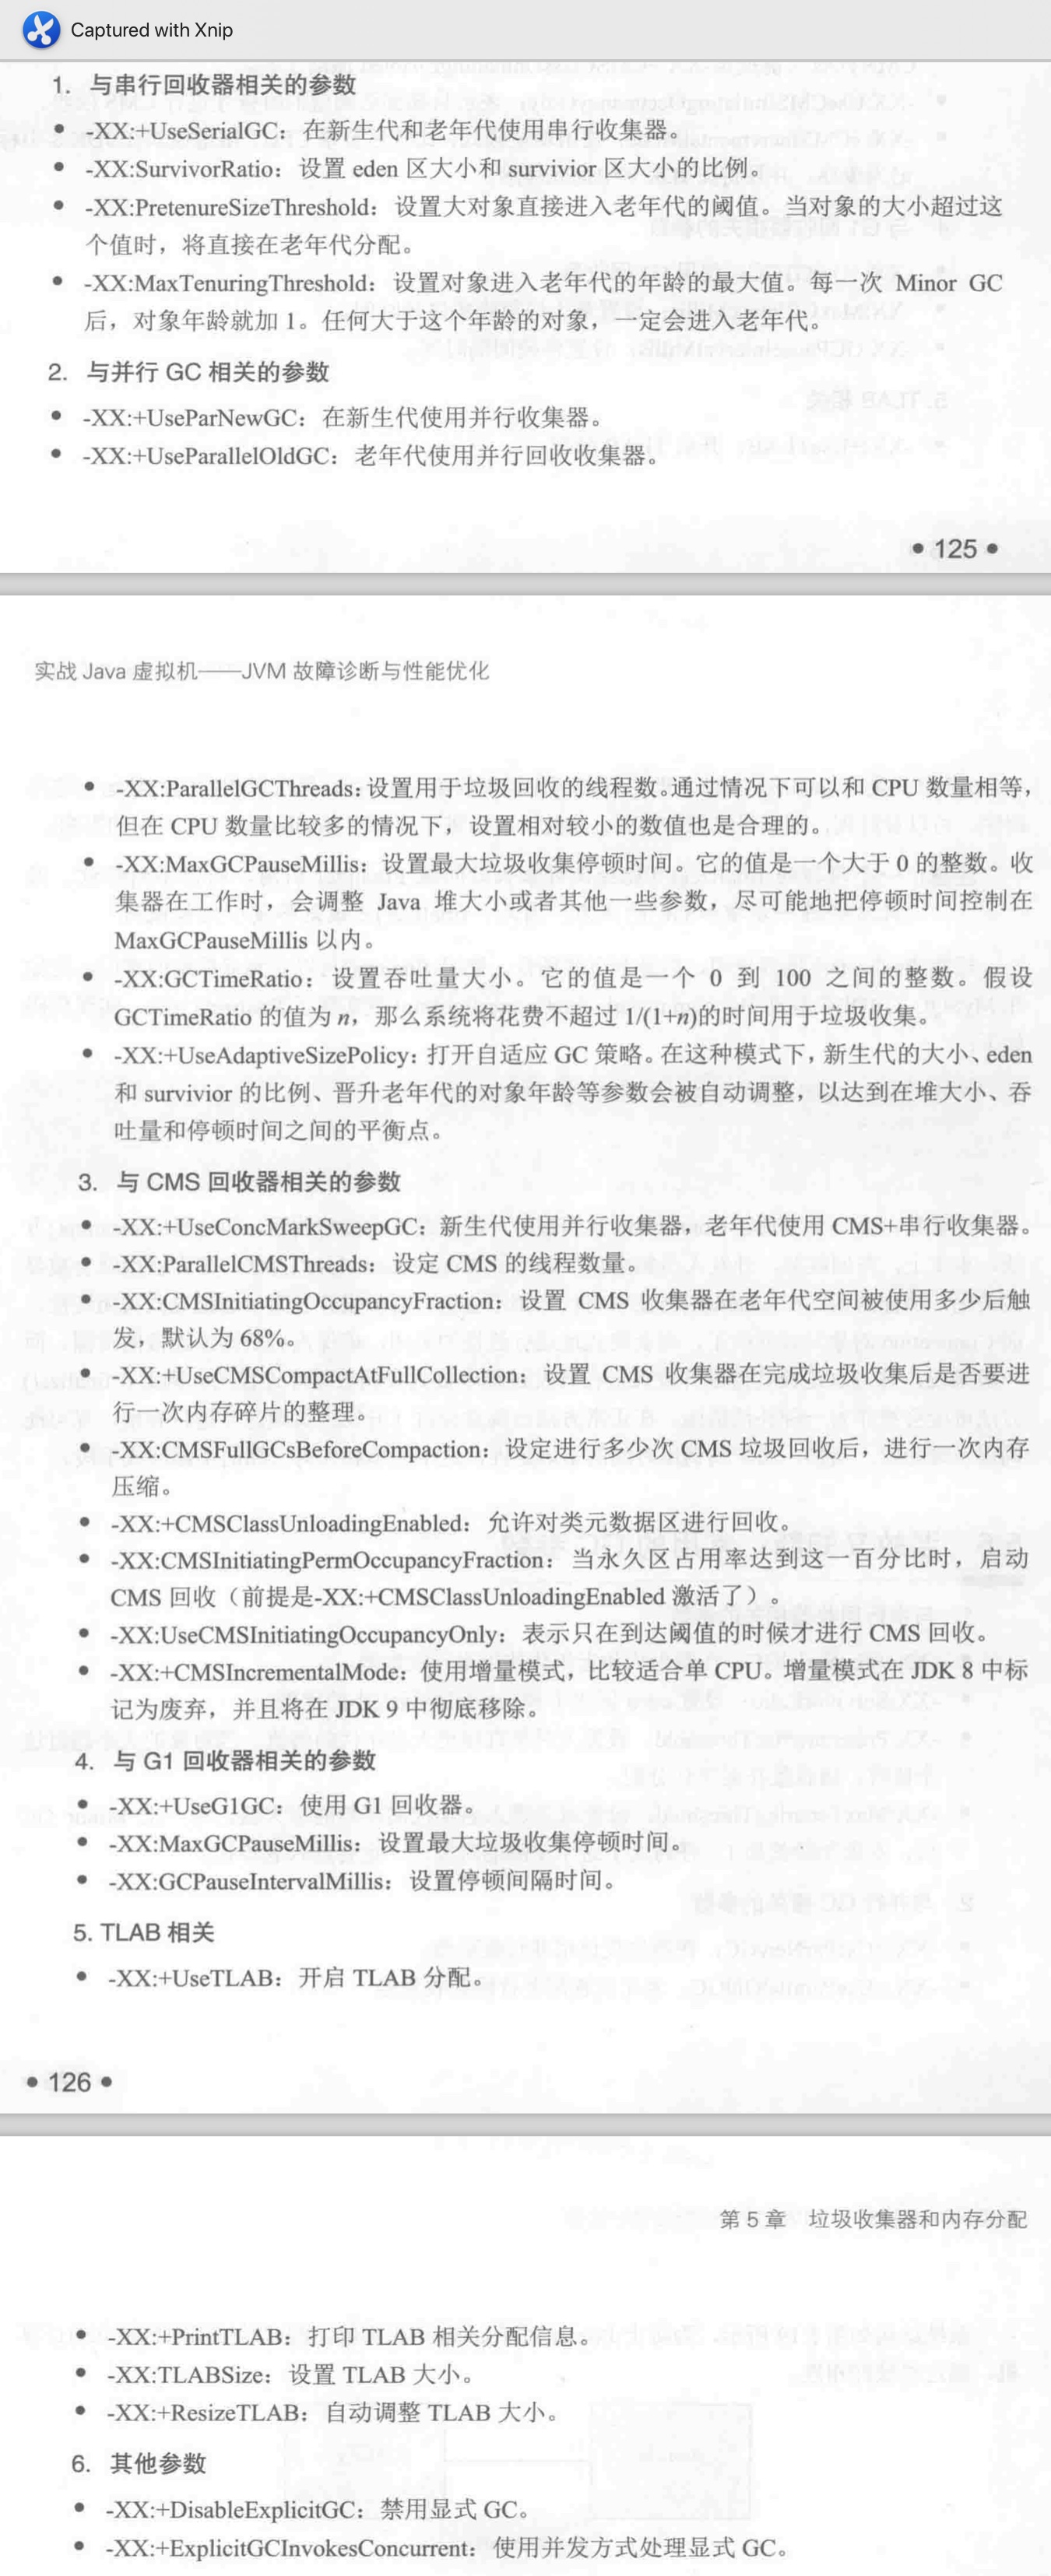 Captured with Xnip
1. 与串行回收器相关的参数
• -XX:+UseSerialGC：在新生代和老年代使用串行收集器。
• -XX:SurvivorRatio：设置 eden 区大小和 survivior 区大小的比例。
• -XX:PretenureSizeThreshold：设置大对象直接进入老年代的阈值。当对象的大小超过这
个值时，将直接在老年代分配。
• -XX:MaxTenuringThreshold：设置对象进入老年代的年龄的最大值。每一次 Minor GC
后，对象年龄就加 1。任何大于这个年龄的对象，一定会进入老年代。
2. 与并行 GC 相关的参数
• -XX:+UseParNewGC：在新生代使用并行收集器。
• -XX:+UseParallelOldGC：老年代使用并行回收收集器。
• 125 •
实战 Java 虚拟机——JVM 故障诊断与性能优化
• -XX:ParallelGCThreads：设置用于垃圾回收的线程数。通过情况下可以和 CPU 数量相等，
但在 CPU 数量比较多的情况下，设置相对较小的数值也是合理的。
• -XX:MaxGCPauseMillis：设置最大垃圾收集停顿时间。它的值是一个大于 0 的整数。收
集器在工作时，会调整 Java 堆大小或者其他一些参数，尽可能地把停顿时间控制在
MaxGCPauseMillis 以内。
• -XX:GCTimeRatio：设置吞吐量大小。它的值是一个 0 到 100 之间的整数。假设
GCTimeRatio 的值为 n，那么系统将花费不超过 1/(1+n)的时间用于垃圾收集。
• -XX:+UseAdaptiveSizePolicy：打开自适应 GC 策略。在这种模式下，新生代的大小、eden
和 survivior 的比例、晋升老年代的对象年龄等参数会被自动调整，以达到在堆大小、吞
吐量和停顿时间之间的平衡点。
3. 与 CMS 回收器相关的参数
• -XX:+UseConcMarkSweepGC：新生代使用并行收集器，老年代使用 CMS+串行收集器。
• -XX:ParallelCMSThreads：设定 CMS 的线程数量。
• -XX:CMSInitiatingOccupancyFraction：设置 CMS 收集器在老年代空间被使用多少后触
发，默认为 68%。
• -XX:+UseCMSCompactAtFullCollection：设置 CMS 收集器在完成垃圾收集后是否要进
行一次内存碎片的整理。
• -XX:CMSFullGCsBeforeCompaction：设定进行多少次 CMS 垃圾回收后，进行一次内存
压缩。
• -XX:+CMSClassUnloadingEnabled：允许对类元数据区进行回收。
• -XX:CMSInitiatingPermOccupancyFraction：当永久区占用率达到这一百分比时，启动
CMS 回收（前提是-XX:+CMSClassUnloadingEnabled 激活了）。
• -XX:UseCMSInitiatingOccupancyOnly：表示只在到达阈值的时候才进行 CMS 回收。
• -XX:+CMSIncrementalMode：使用增量模式，比较适合单 CPU。增量模式在 JDK 8 中标
记为废弃，并且将在 JDK 9 中彻底移除。
4. 与 G1 回收器相关的参数
• -XX:+UseG1GC：使用 G1 回收器。
• -XX:MaxGCPauseMillis：设置最大垃圾收集停顿时间。
• -XX:GCPauseIntervalMillis：设置停顿间隔时间。
5. TLAB 相关
• -XX:+UseTLAB：开启 TLAB 分配。
• 126 •
第 5 章 垃圾收集器和内存分配
• -XX:+PrintTLAB：打印 TLAB 相关分配信息。
• -XX:TLABSize：设置 TLAB 大小。
• -XX:+ResizeTLAB：自动调整 TLAB 大小。
6. 其他参数
• -XX:+DisableExplicitGC：禁用显式 GC。
• -XX:+ExplicitGCInvokesConcurrent：使用并发方式处理显式 GC。